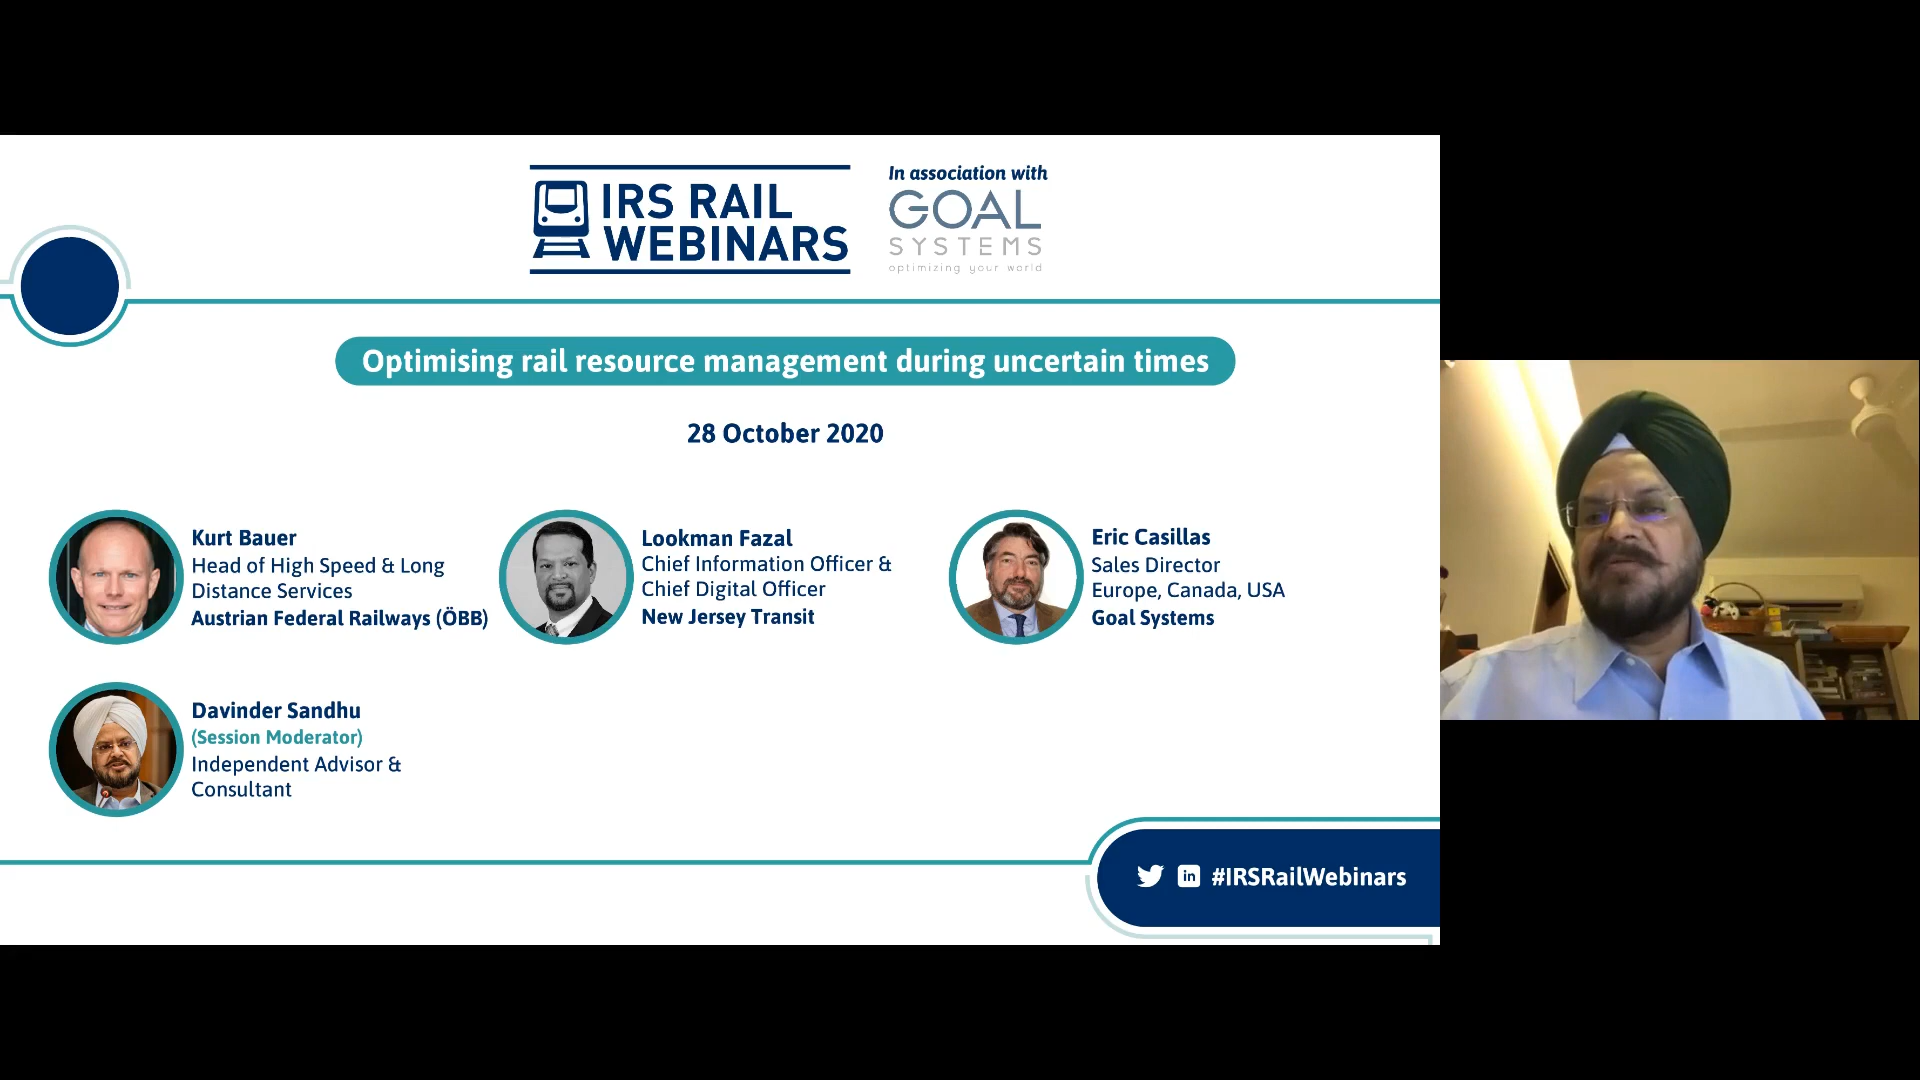 IRS RAIL
WEBINARS
In association with
GOAL
SYSTEMS
optimizing your world
Optimising rail resource management during uncertain times
28 October 2020
Kurt Bauer
Head of High Speed & Long
Distance Services
Austrian Federal Railways (ÖBB)
Lookman Fazal
Chief Information Officer &
Chief Digital Officer
New Jersey Transit
Eric Casillas
Sales Director
Europe, Canada, USA
Goal Systems
Davinder Sandhu
(Session Moderator)
Independent Advisor &
Consultant
in #IRSRailWebinars